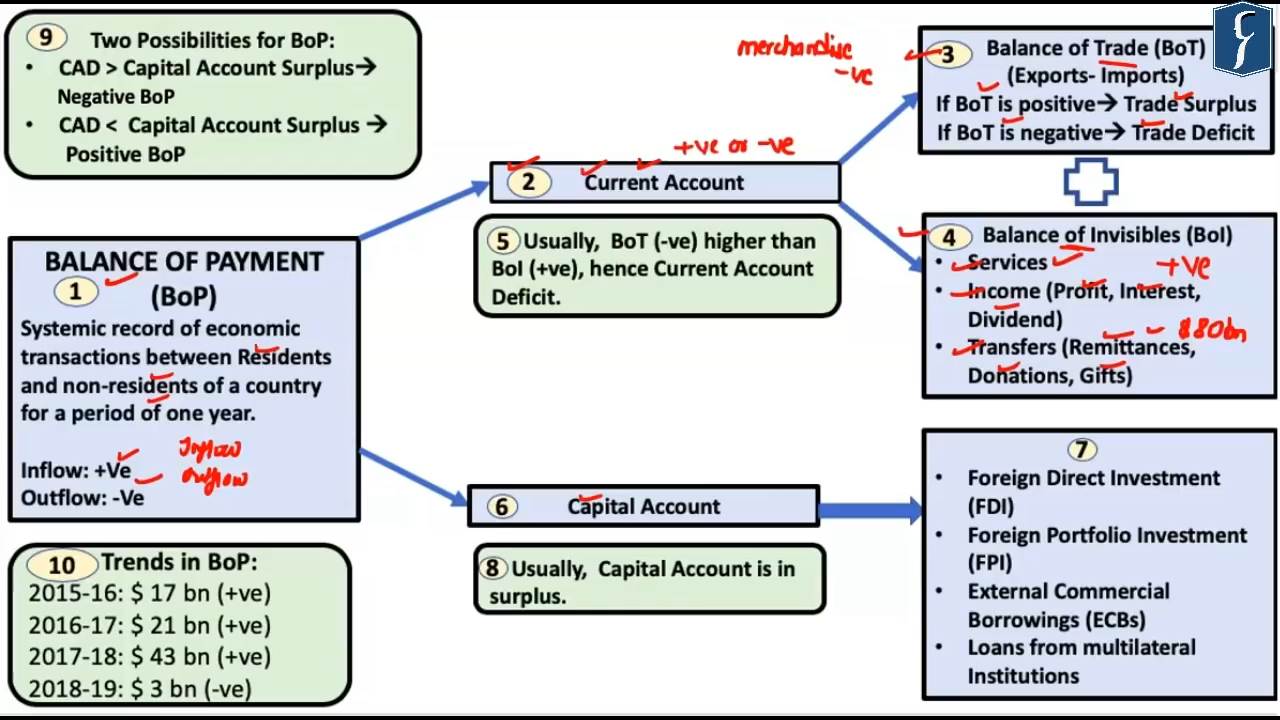 9
Two Possibilities for BoP:
• CAD > Capital Account Surplus→
Negative BoP
• CAD < Capital Account Surplus →
Positive BoP
merchandise
-ve
3 Balance of Trade (BoT)
(Exports- Imports)
If BoT is positive→ Trade Surplus
If BoT is negative→ Trade Deficit
+ve or -ve
2 Current Account
5 Usually, BoT (-ve) higher than
BoI (+ve), hence Current Account
Deficit.
4 Balance of Invisibles (BoI)
• Services
+ve
• Income (Profit, Interest,
Dividend)
$80bn
• Transfers (Remittances,
Donations, Gifts)
BALANCE OF PAYMENT
1 (BoP)
Systemic record of economic
transactions between Residents
and non-residents of a country
for a period of one year.
Inflow
Inflow: +Ve
outflow
Outflow: -Ve
6 Capital Account
8 Usually, Capital Account is in
surplus.
7
• Foreign Direct Investment
(FDI)
• Foreign Portfolio Investment
(FPI)
• External Commercial
Borrowings (ECBs)
• Loans from multilateral
Institutions
10 Trends in BoP:
2015-16: $ 17 bn (+ve)
2016-17: $ 21 bn (+ve)
2017-18: $ 43 bn (+ve)
2018-19: $ 3 bn (-ve)